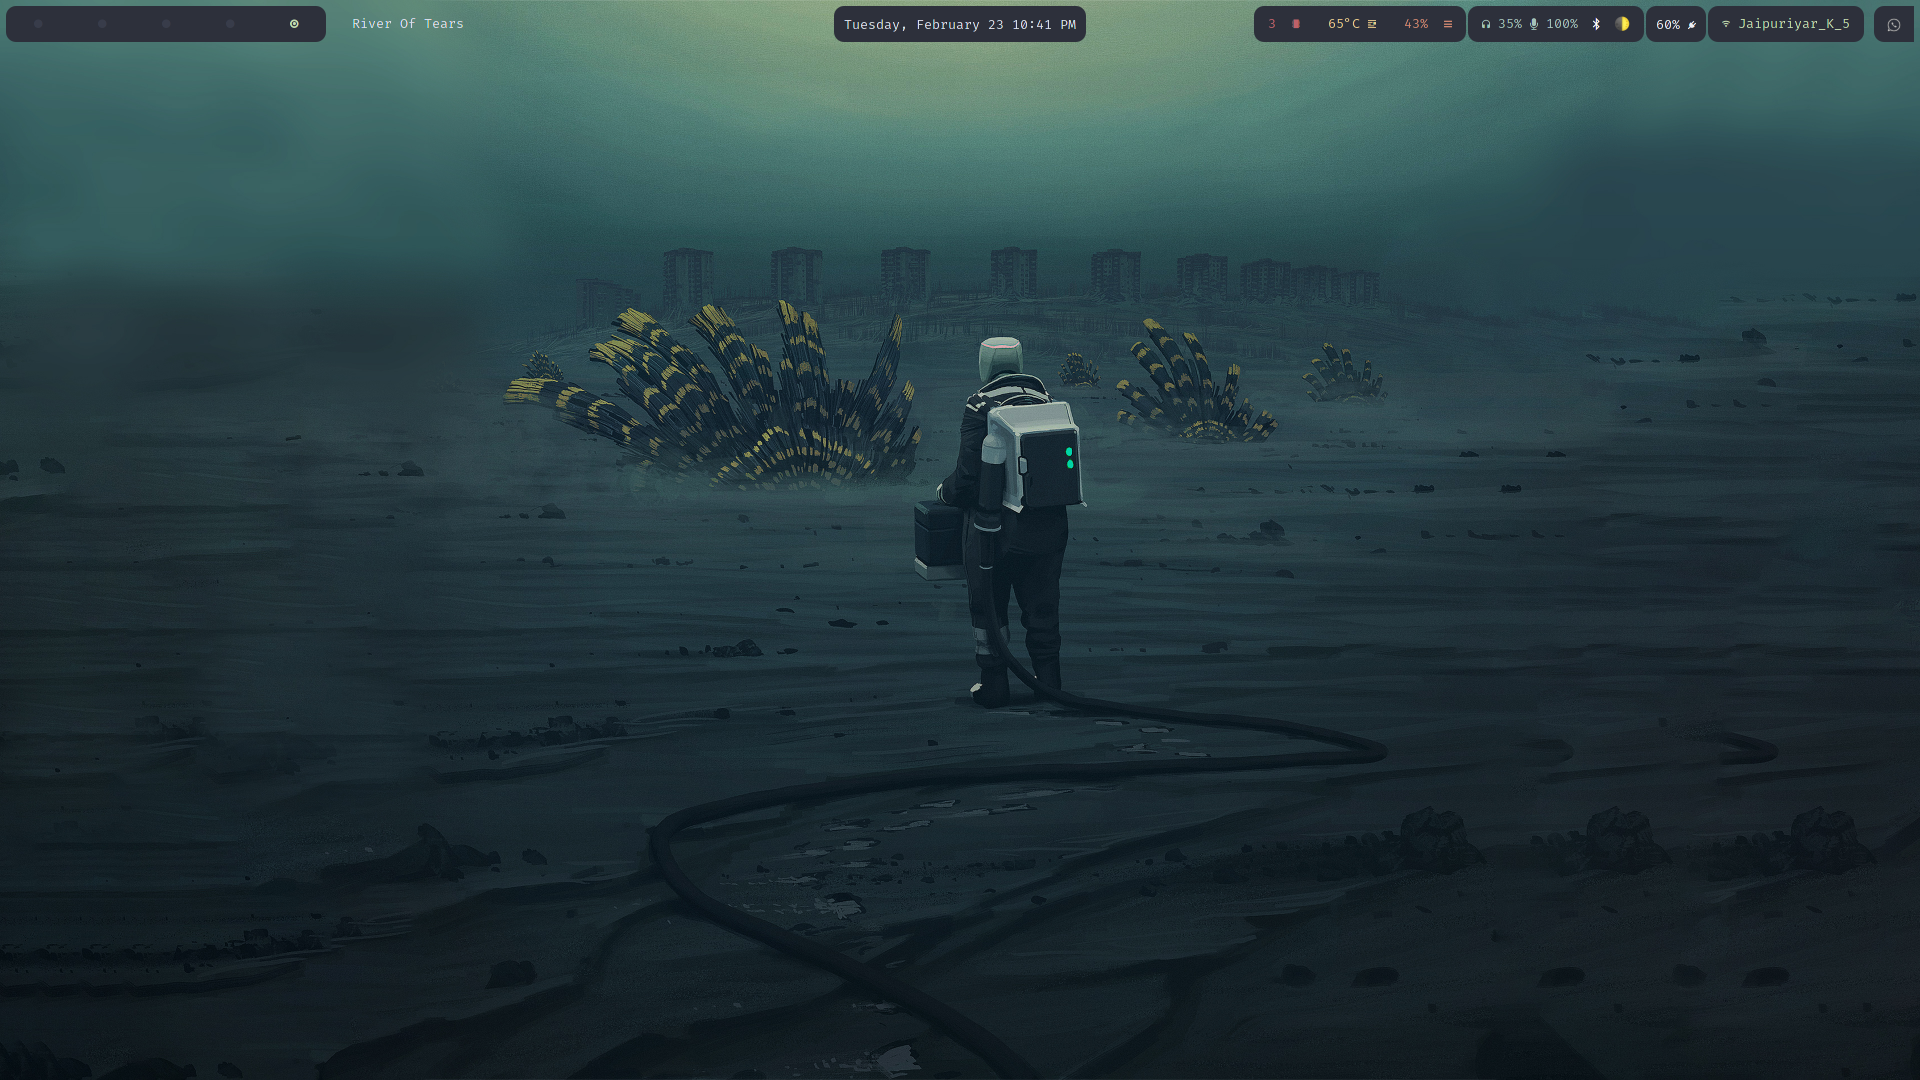 River Of Tears
Tuesday, February 23 10:41 PM
3 65°C 43% 35% 100% 60% Jaipuriyar_K_5